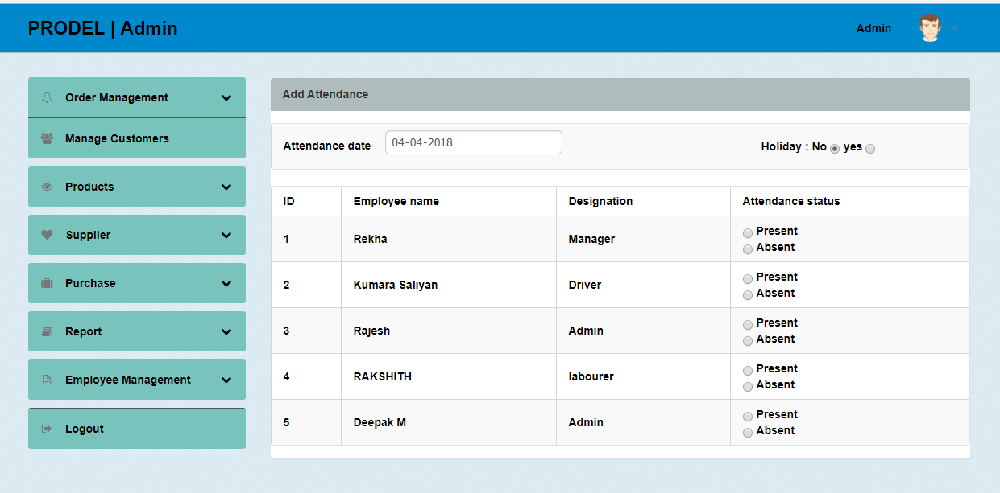 PRODEL | Admin
Admin
Order Management
Manage Customers
Products
Supplier
Purchase
Report
Employee Management
Logout
Add Attendance
Attendance date 04-04-2018
Holiday : No yes
ID Employee name Designation Attendance status
1 Rekha Manager Present
Absent
2 Kumara Saliyan Driver Present
Absent
3 Rajesh Admin Present
Absent
4 RAKSHITH labourer Present
Absent
5 Deepak M Admin Present
Absent